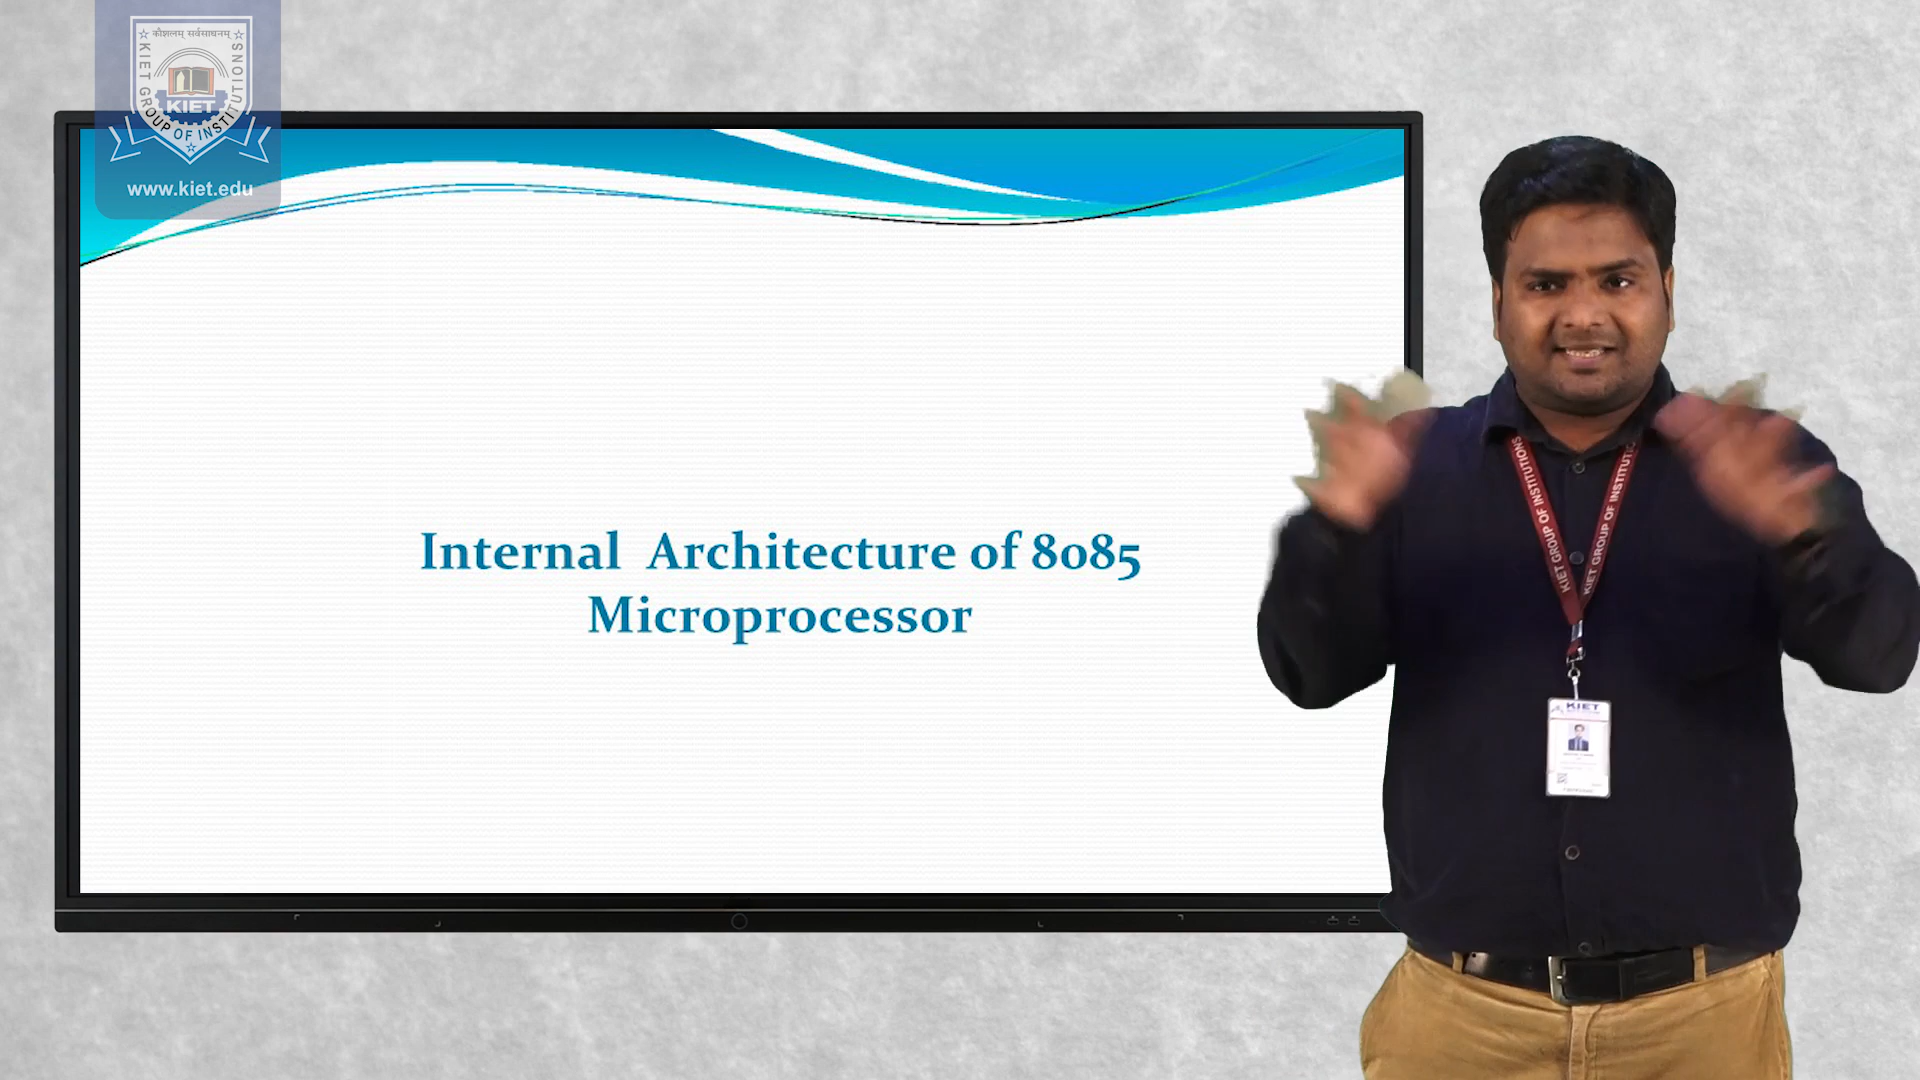 कौशलम् सर्वसाधनम्
KIET GROUP OF INSTITUTIONS
KIET
www.kiet.edu
Internal Architecture of 8085
Microprocessor
KIET GROUP OF INSTITUTIONS
KIET GROUP OF INSTITUTI
KIET